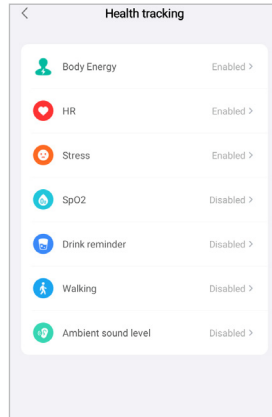 Health tracking
Body Energy Enabled >
HR Enabled >
Stress Enabled >
SpO2 Disabled >
Drink reminder Disabled >
Walking Disabled >
Ambient sound level Disabled >